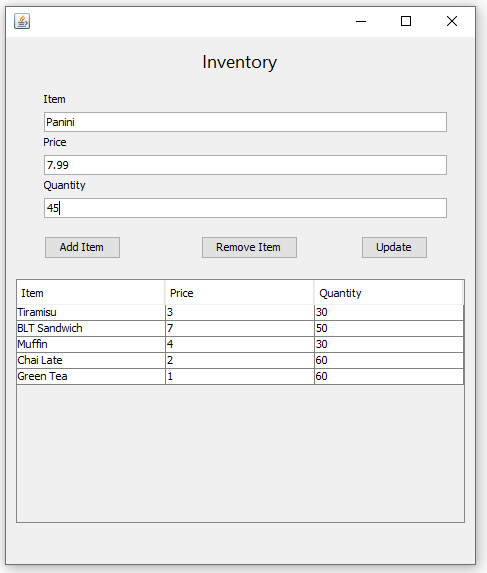 Inventory
Item
Panini
Price
7.99
Quantity
45
Add Item Remove Item Update
Item Price Quantity
Tiramisu 3 30
BLT Sandwich 7 50
Muffin 4 30
Chai Late 2 60
Green Tea 1 60